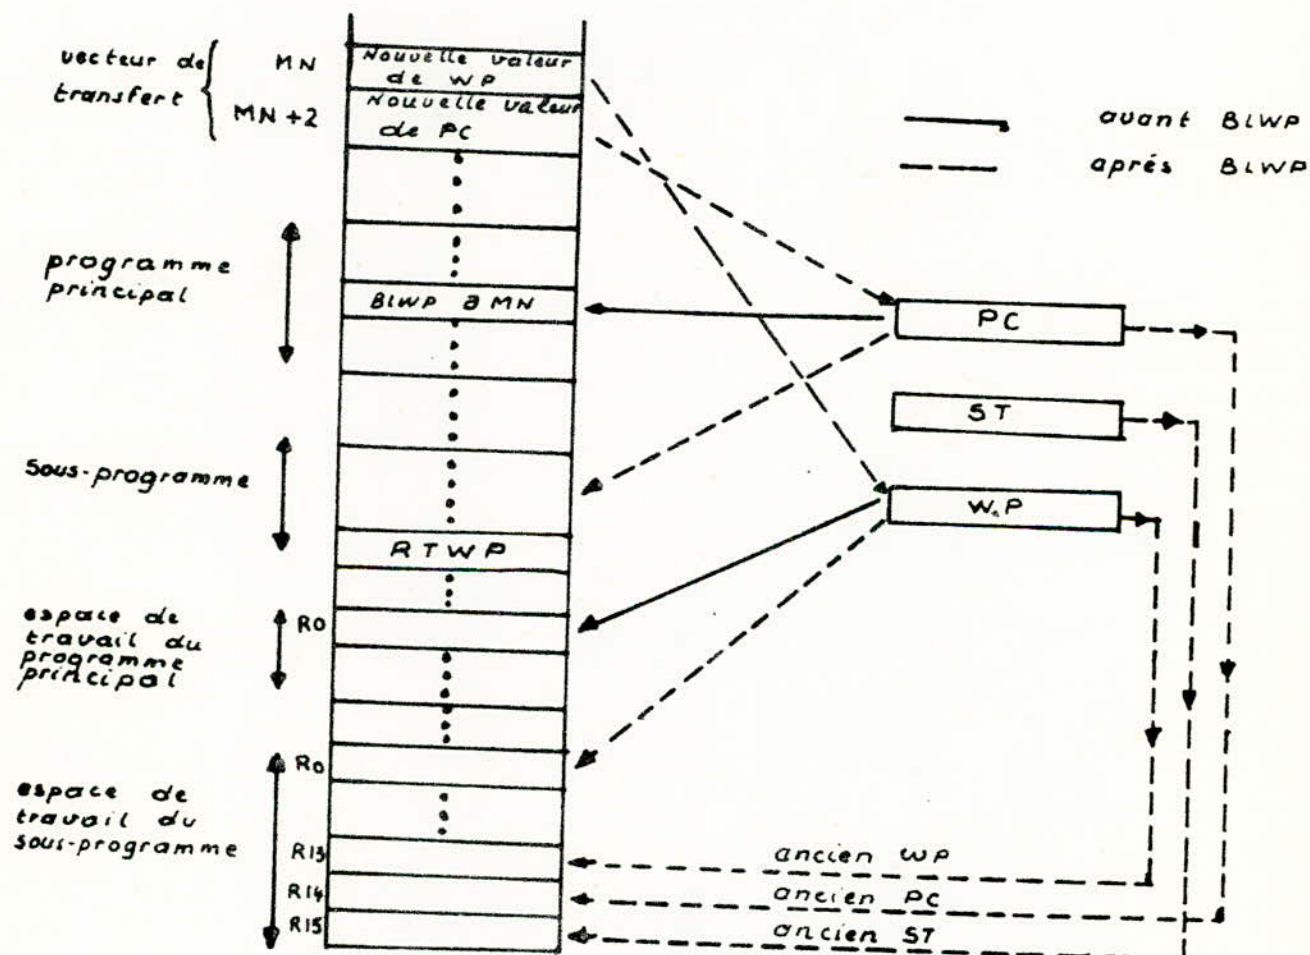 vecteur de
transfert
MN
MN +2
Nouvelle valeur
de WP
Nouvelle valeur
de PC
avant BLWP
aprés BLWP
programme
principal
BLWP @ MN
PC
ST
Sous-programme
W.P
RTWP
espace de
travail du
programme
principal
R0
R0
espace de
travail du
sous-programme
R13
R14
R15
ancien WP
ancien PC
ancien ST